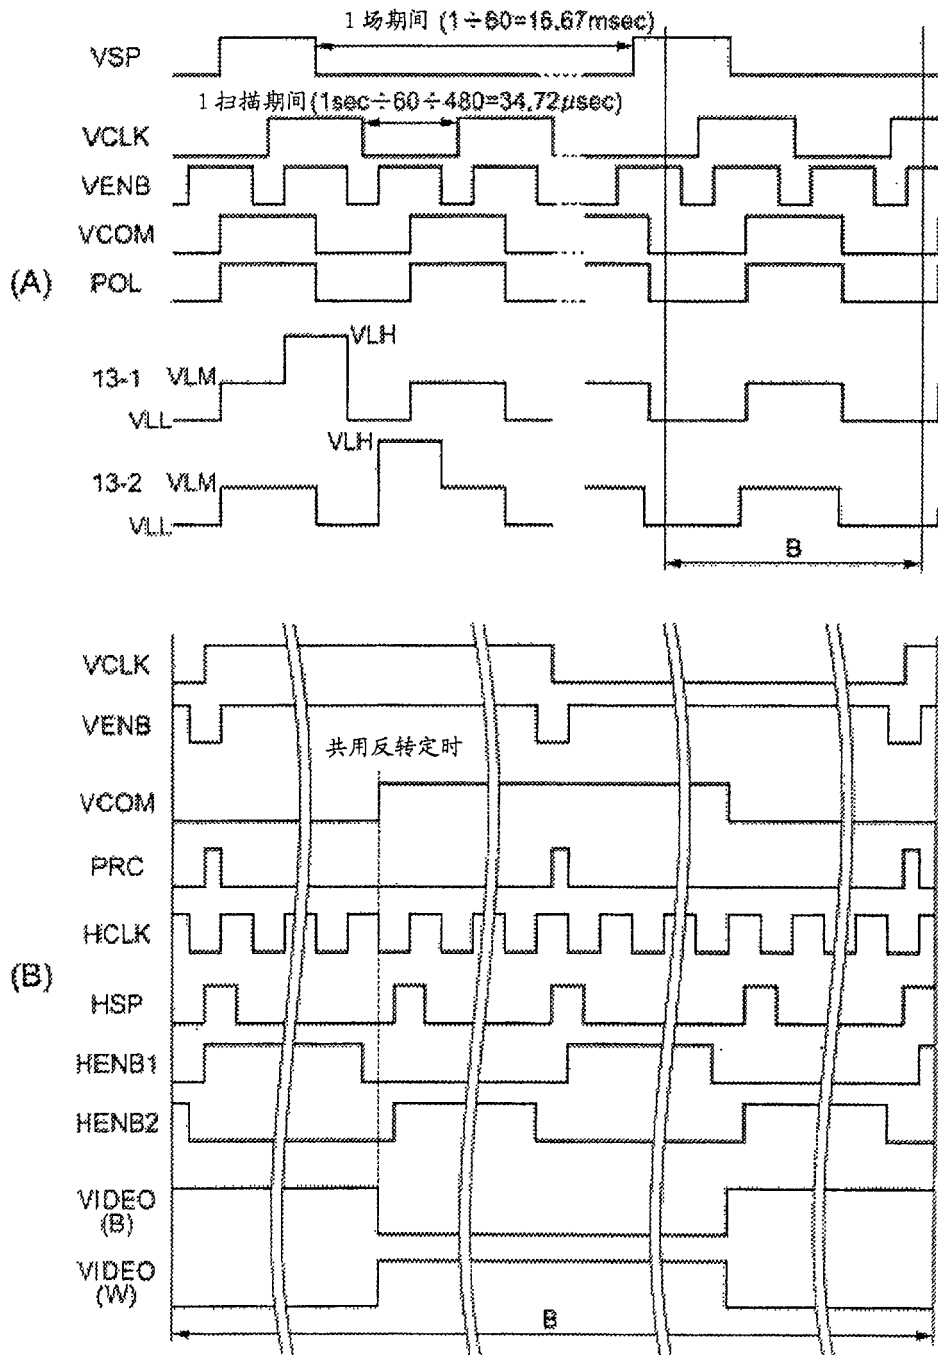 1 场期间 (1÷60=16.67msec)
VSP
1 扫描期间(1sec÷60÷480=34.72μsec)
VCLK
VENB
VCOM
(A) POL
VLH
13-1 VLM
VLL
VLH
13-2 VLM
VLL
B
VCLK
VENB
共用反转定时
VCOM
PRC
HCLK
(B)
HSP
HENB1
HENB2
VIDEO
(B)
VIDEO
(W)
B